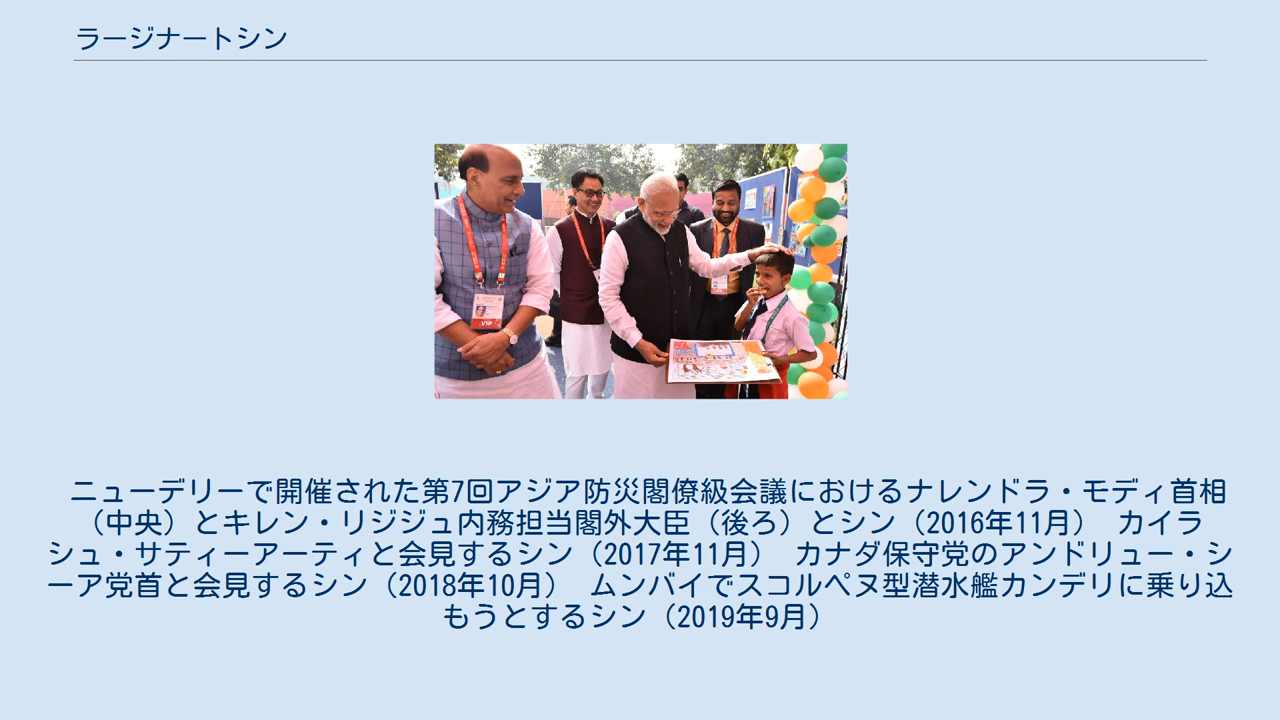 ラージナートシン
VIP
ニューデリーで開催された第7回アジア防災閣僚級会議におけるナレンドラ・モディ首相
（中央）とキレン・リジジュ内務担当閣外大臣（後ろ）とシン（2016年11月） カイラ
シュ・サティーアーティと会見するシン（2017年11月） カナダ保守党のアンドリュー・シ
ーア党首と会見するシン（2018年10月） ムンバイでスコルペヌ型潜水艦カンデリに乗り込
もうとするシン（2019年9月）